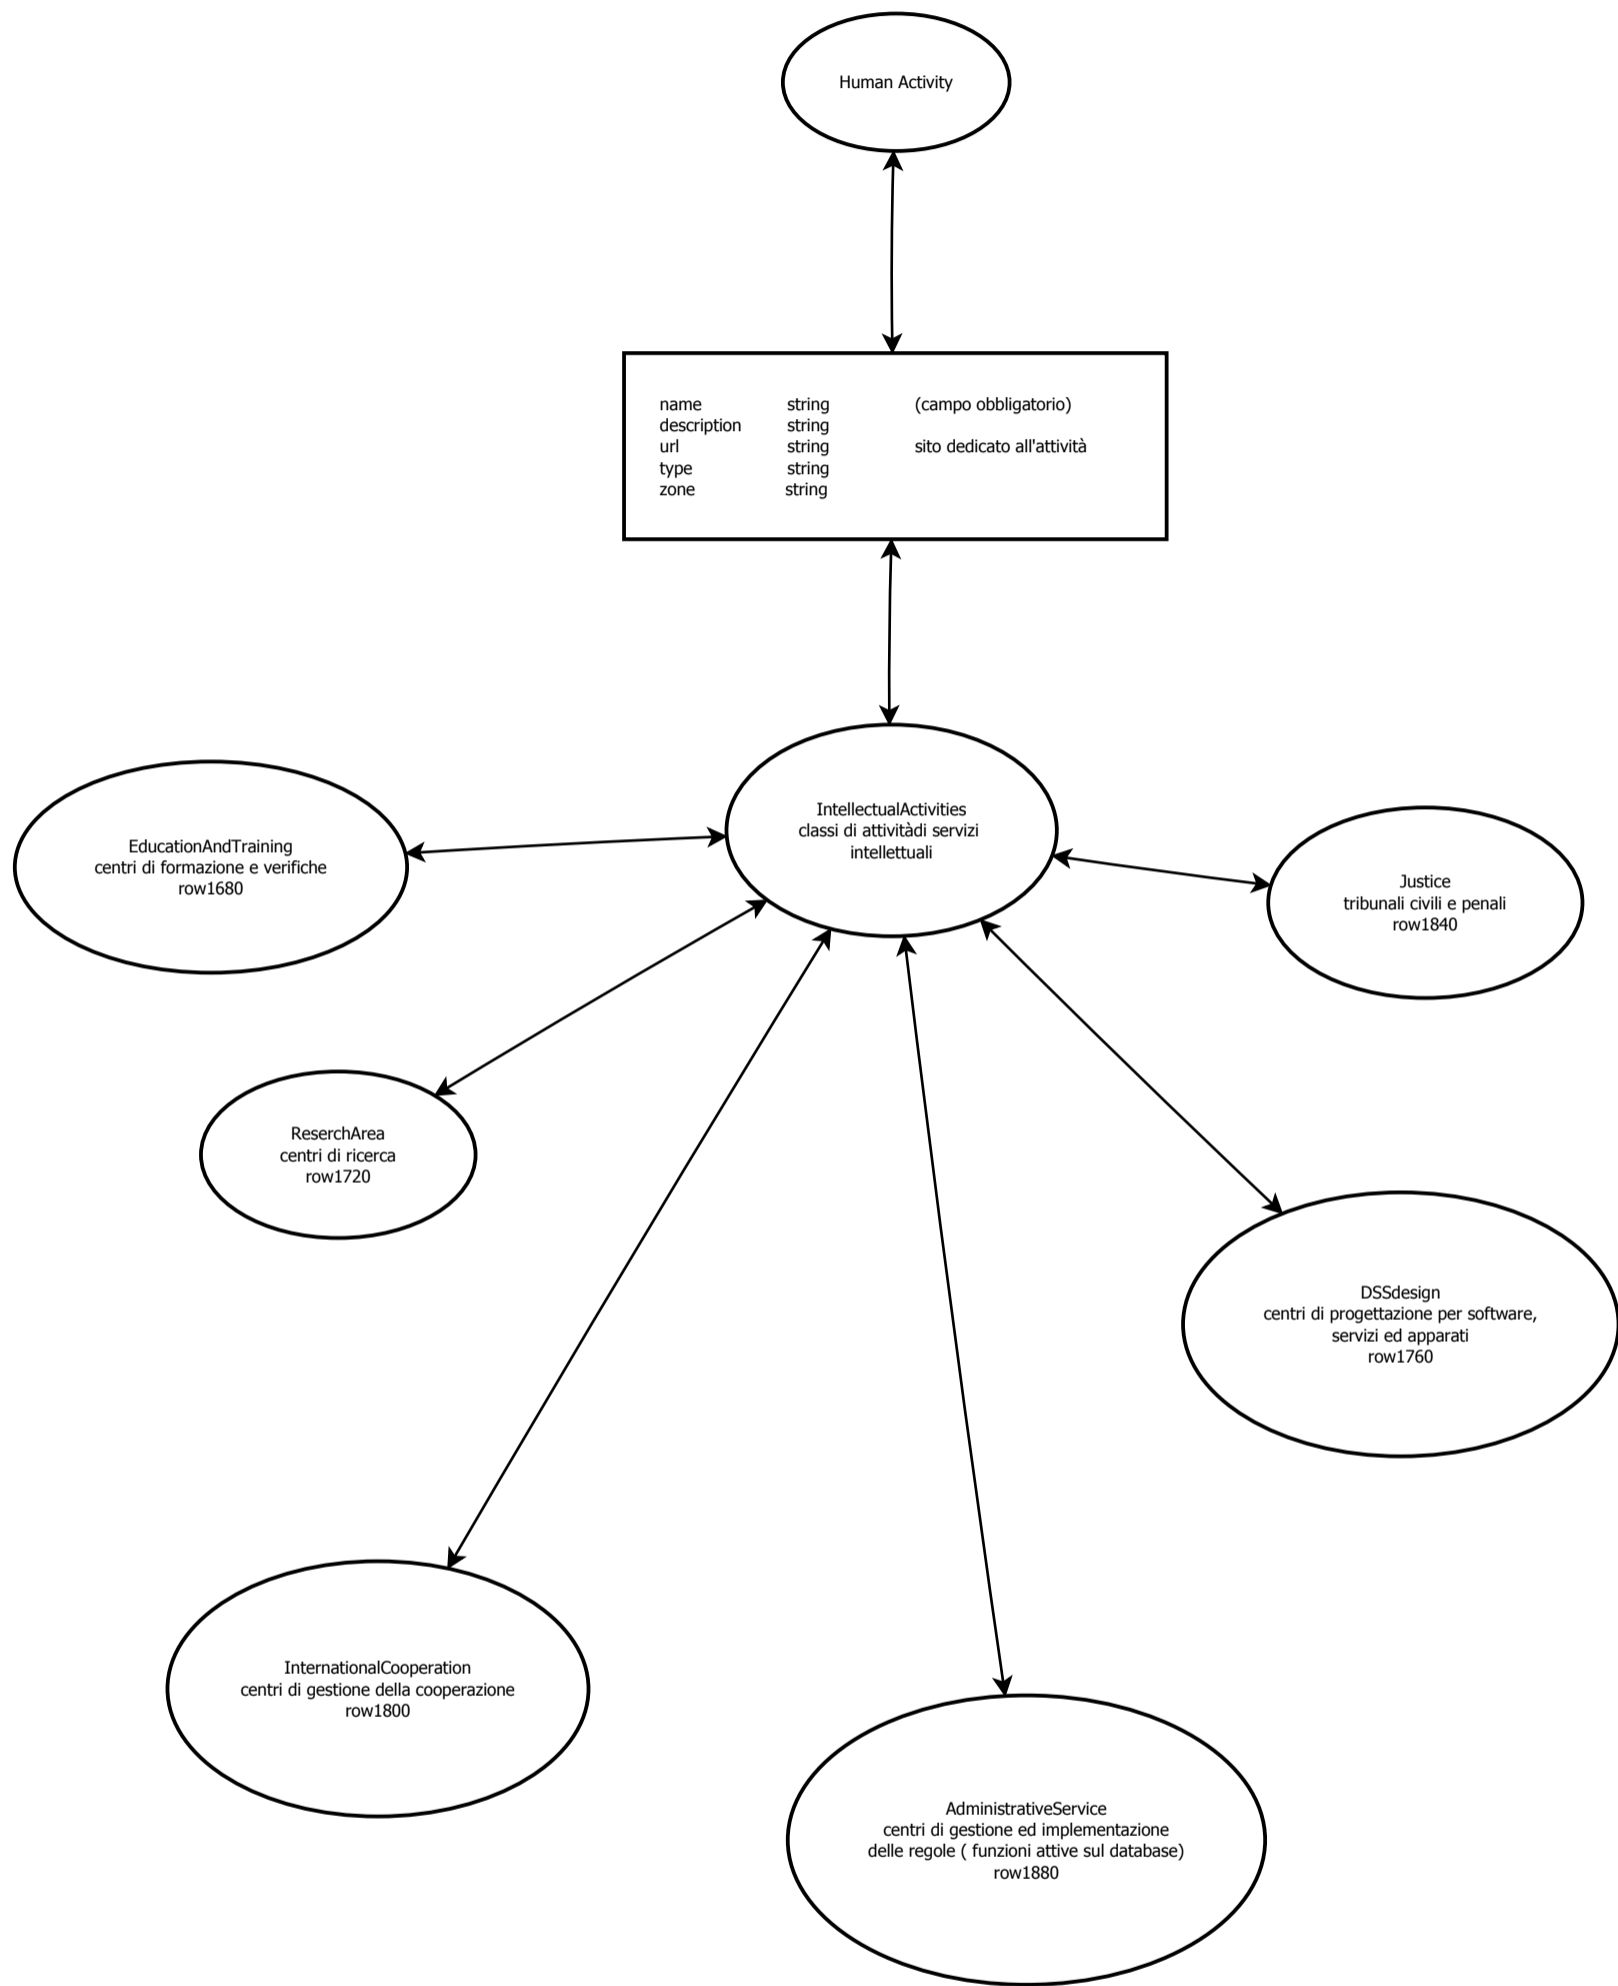 Human Activity
name string (campo obbligatorio)
description string
url string sito dedicato all'attività
type string
zone string
IntellectualActivities
classi di attivitàdi servizi
intellettuali
EducationAndTraining
centri di formazione e verifiche
row1680
Justice
tribunali civili e penali
row1840
ReserchArea
centri di ricerca
row1720
DSSdesign
centri di progettazione per software,
servizi ed apparati
row1760
InternationalCooperation
centri di gestione della cooperazione
row1800
AdministrativeService
centri di gestione ed implementazione
delle regole ( funzioni attive sul database)
row1880